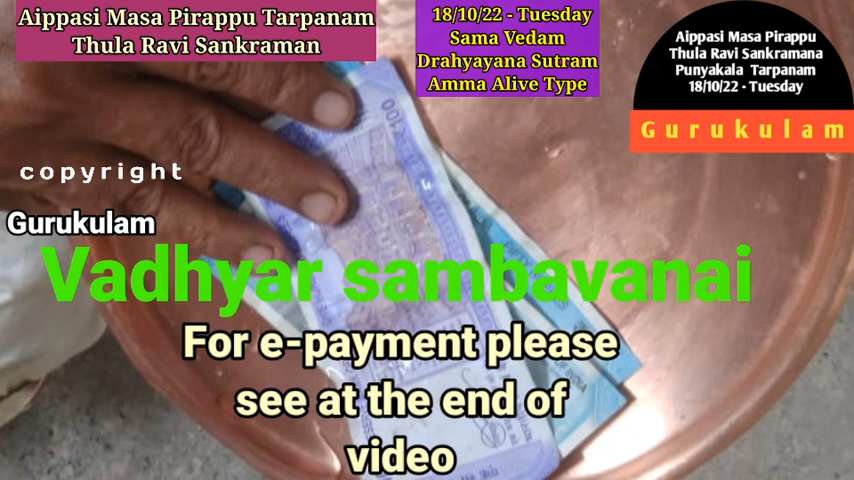 Aippasi Masa Pirappu Tarpanam
Thula Ravi Sankraman
18/10/22 - Tuesday
Sama Vedam
Drahyayana Sutram
Amma Alive Type
Aippasi Masa Pirappu
Thula Ravi Sankramana
Punyakala Tarpanam
18/10/22 - Tuesday
Gurukulam
copyright
Gurukulam
Vadhyar sambavanai
For e-payment please
see at the end of
video
100